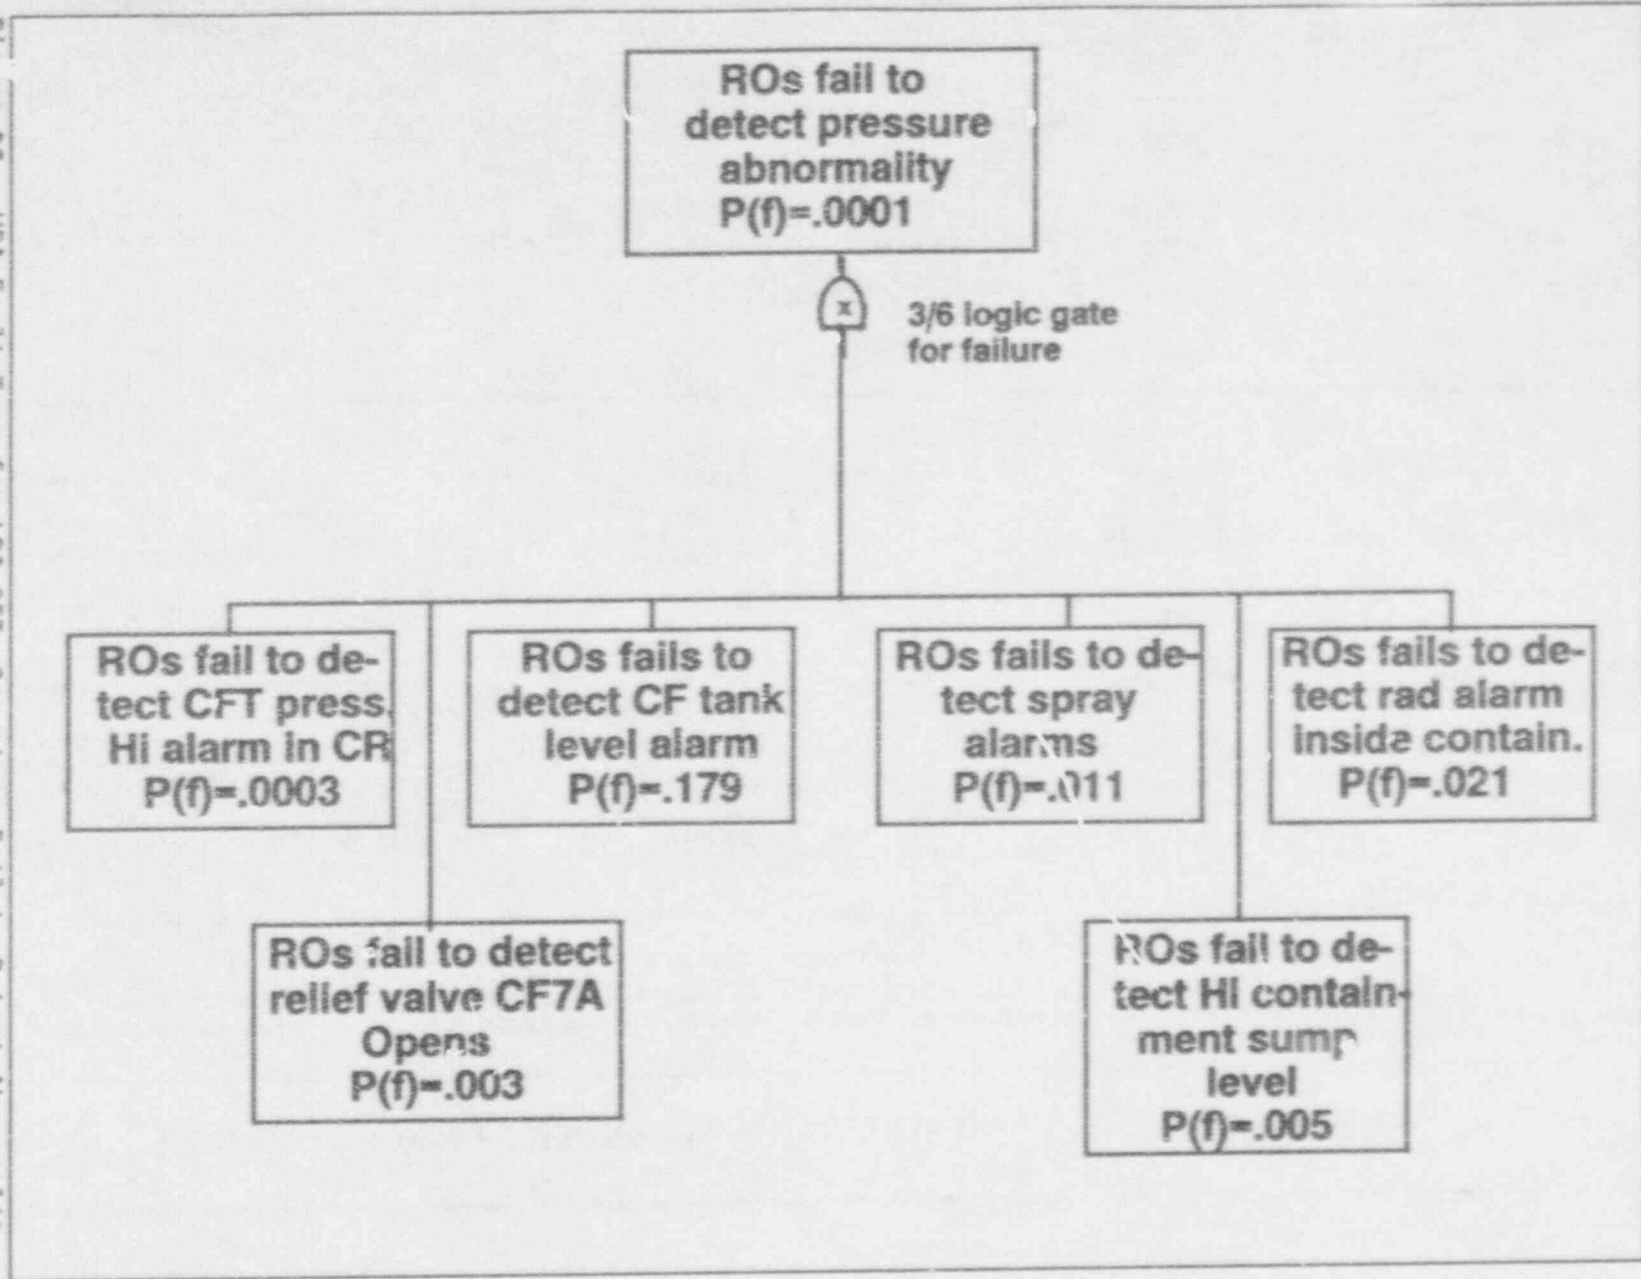 ROs fail to
detect pressure
abnormality
P(f)=.0001
x
3/6 logic gate
for failure
ROs fail to de-
tect CFT press.
Hi alarm in CR
P(f)=.0003
ROs fails to
detect CF tank
level alarm
P(f)=.179
ROs fails to de-
tect spray
alarms
P(f)=.011
ROs fails to de-
tect rad alarm
inside contain.
P(f)=.021
ROs fail to detect
relief valve CF7A
Opens
P(f)=.003
ROs fail to de-
tect Hi contain-
ment sump
level
P(f)=.005